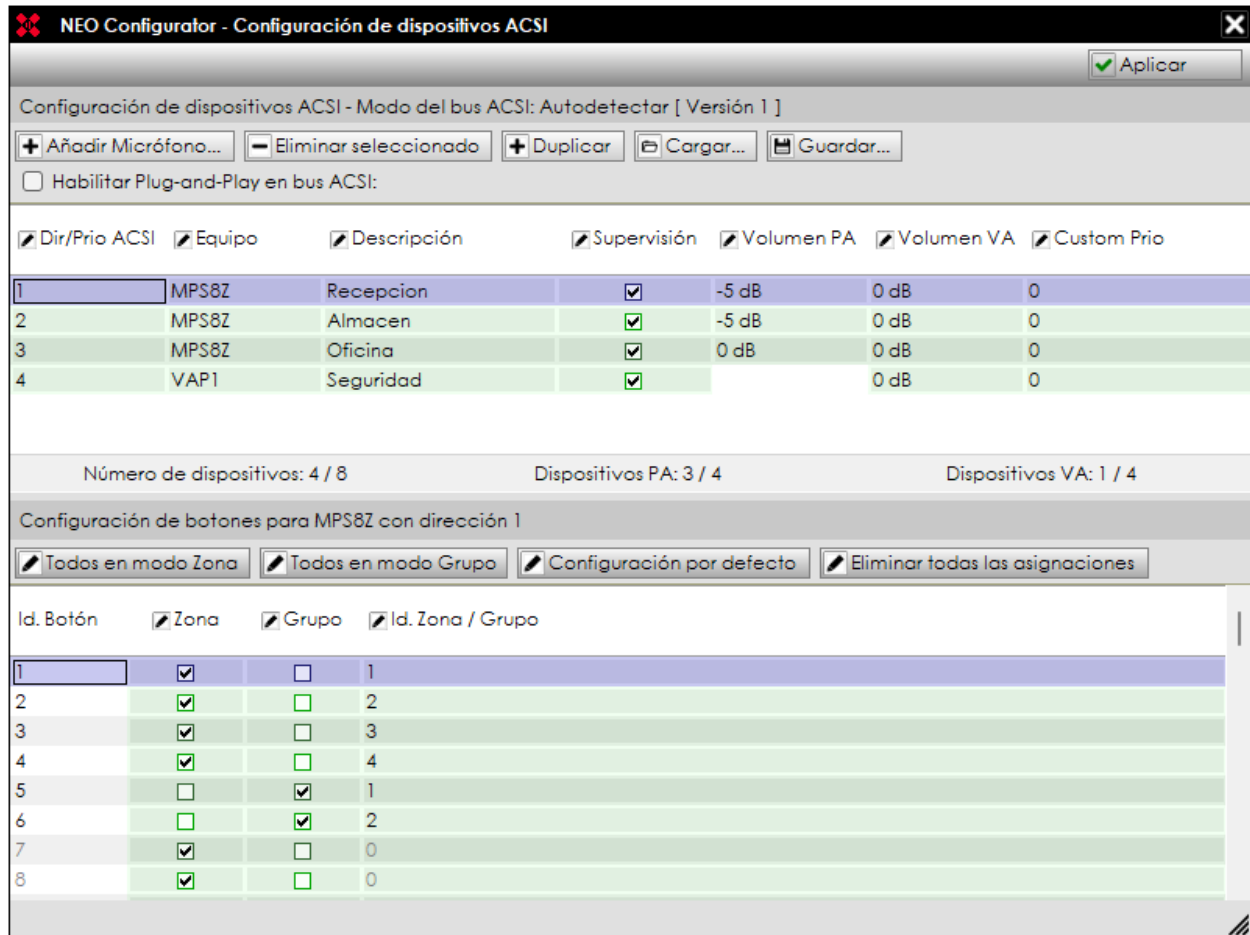 NEO Configurator - Configuración de dispositivos ACSI
Aplicar
Configuración de dispositivos ACSI - Modo del bus ACSI: Autodetectar [ Versión 1 ]
Añadir Micrófono... Eliminar seleccionado Duplicar Cargar... Guardar...
Habilitar Plug-and-Play en bus ACSI:
Dir/Prio ACSI Equipo Descripción Supervisión Volumen PA Volumen VA Custom Prio
1 MPS8Z Recepcion -5 dB 0 dB 0
2 MPS8Z Almacen -5 dB 0 dB 0
3 MPS8Z Oficina 0 dB 0 dB 0
4 VAP1 Seguridad 0 dB 0
Número de dispositivos: 4 / 8 Dispositivos PA: 3 / 4 Dispositivos VA: 1 / 4
Configuración de botones para MPS8Z con dirección 1
Todos en modo Zona Todos en modo Grupo Configuración por defecto Eliminar todas las asignaciones
Id. Botón Zona Grupo Id. Zona / Grupo
1 1
2 2
3 3
4 4
5 1
6 2
7 0
8 0